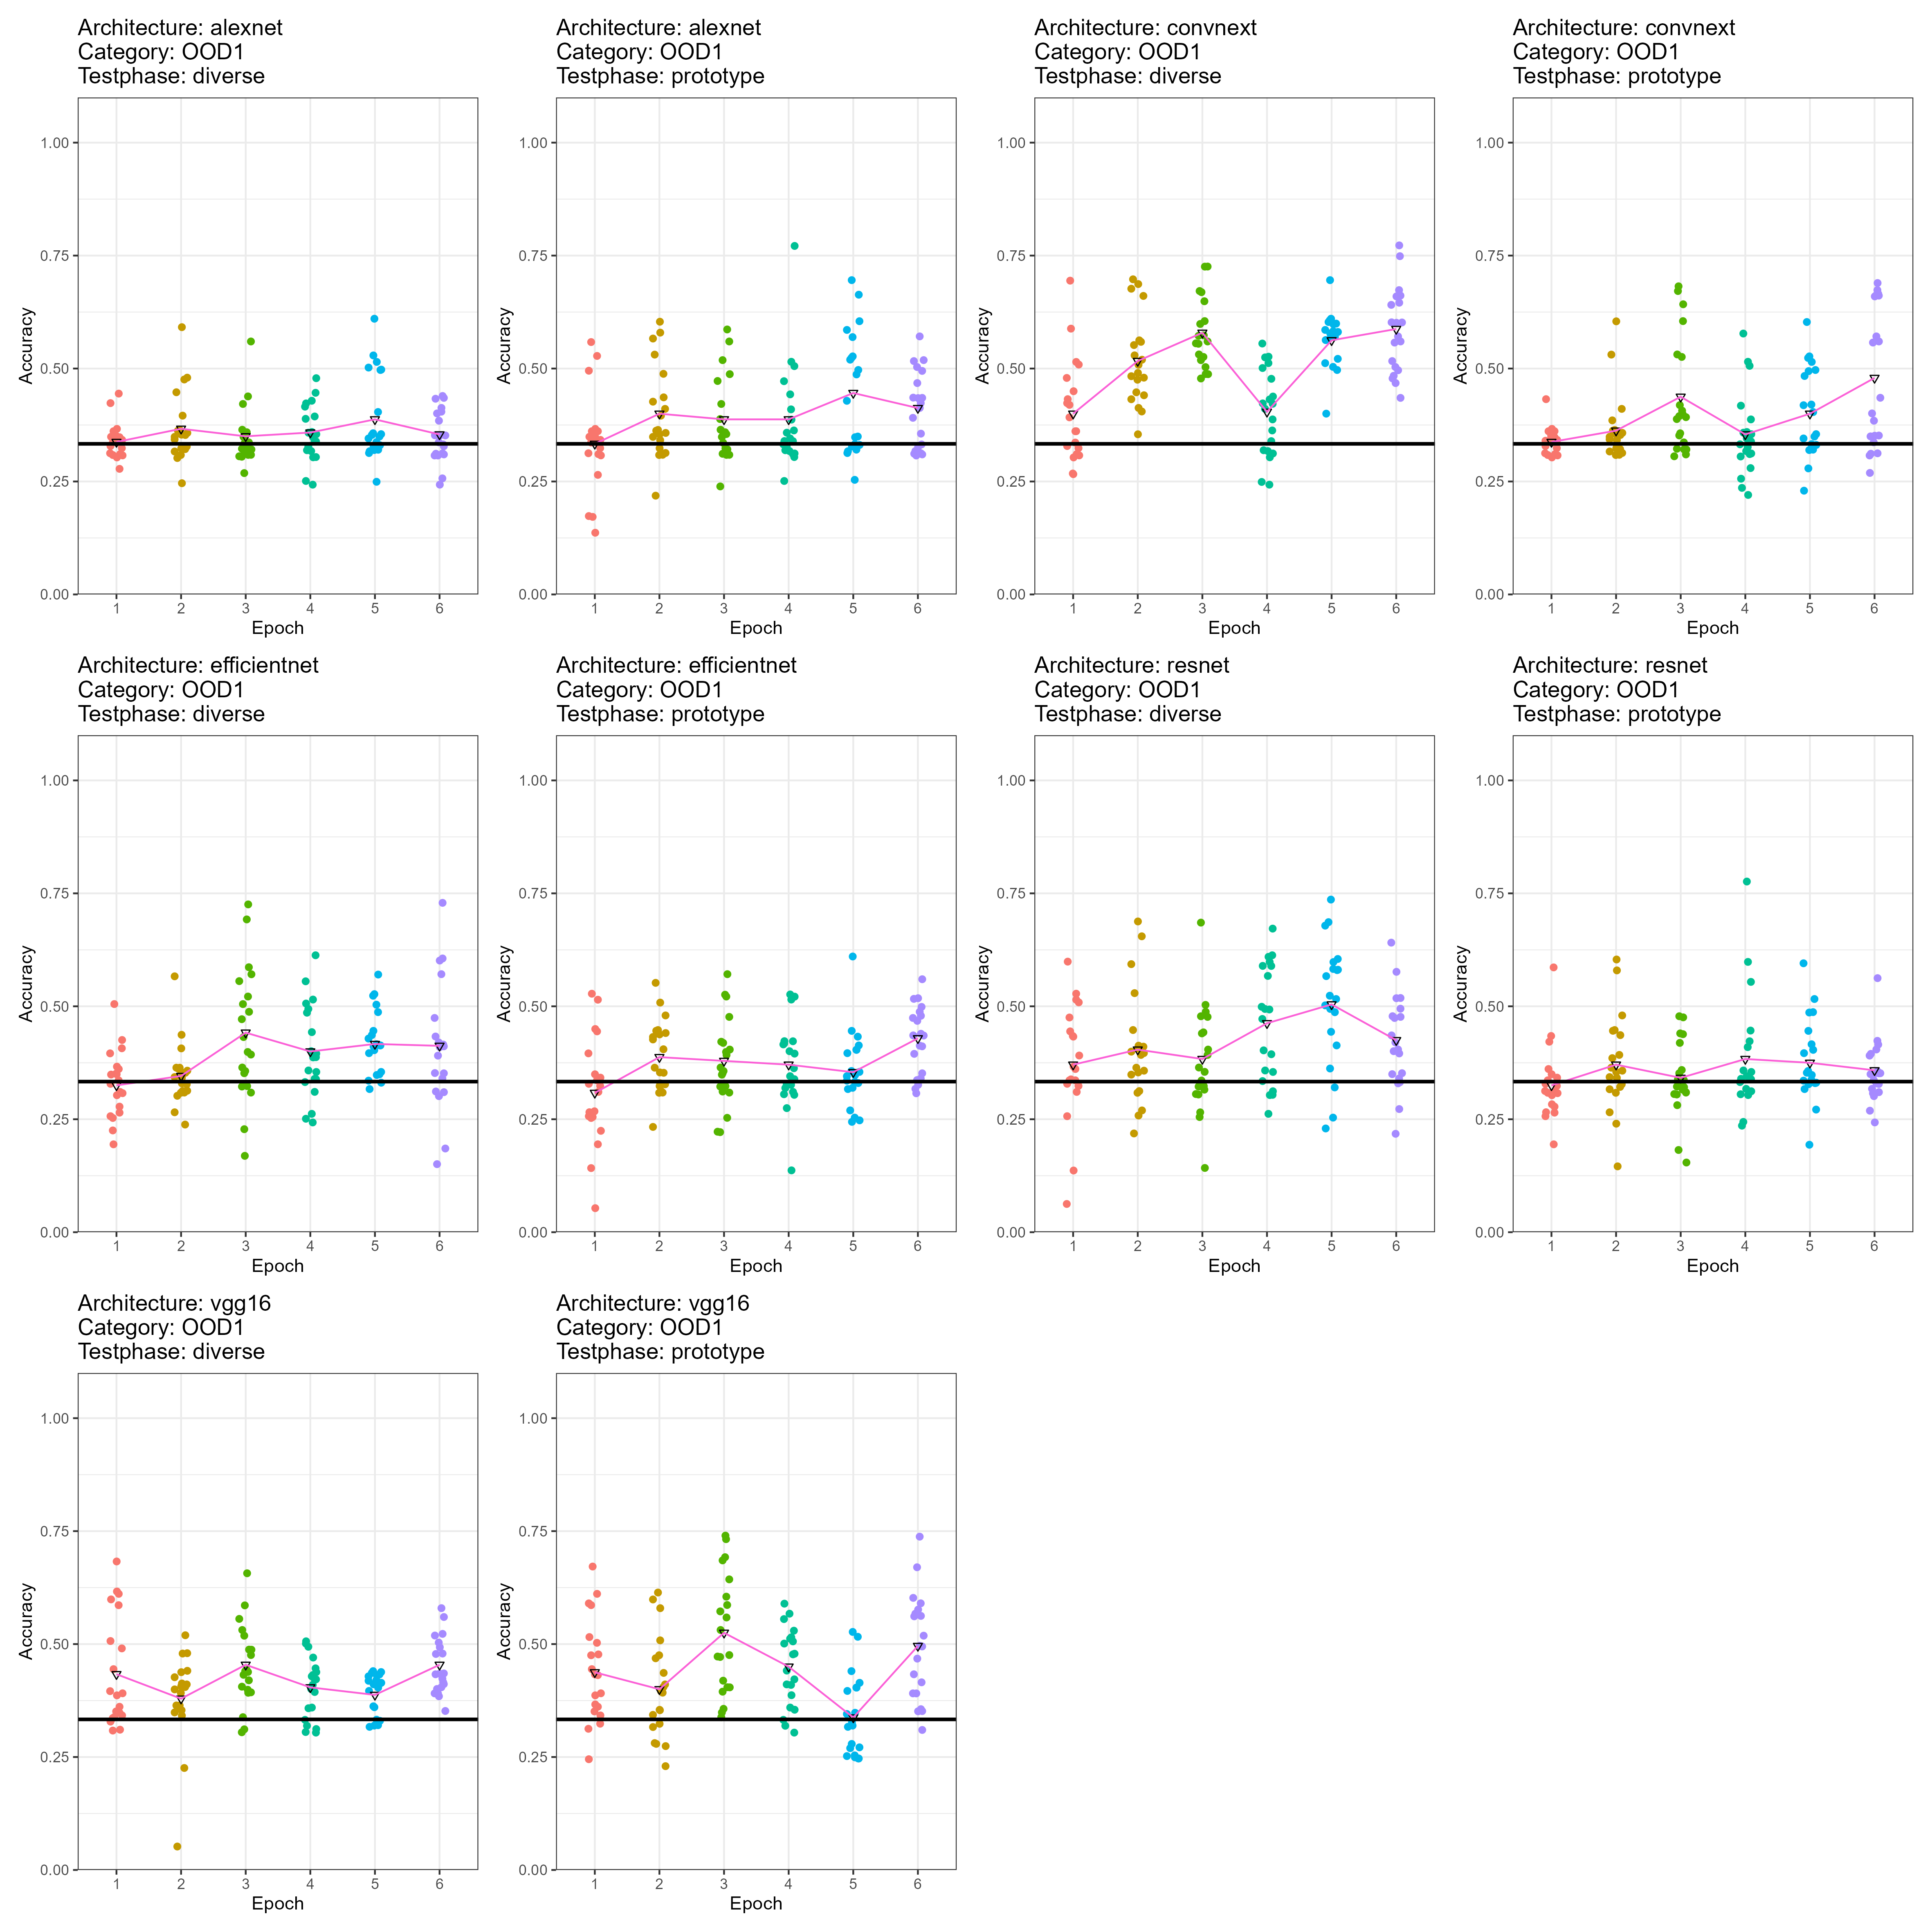 Architecture: alexnet
Category: OOD1
Testphase: diverse
1.00
0.75
0.50
0.25
0.00
Accuracy
1 2 3 4 5 6
Epoch
Architecture: alexnet
Category: OOD1
Testphase: prototype
1.00
0.75
0.50
0.25
0.00
Accuracy
1 2 3 4 5 6
Epoch
Architecture: convnext
Category: OOD1
Testphase: diverse
1.00
0.75
0.50
0.25
0.00
Accuracy
1 2 3 4 5 6
Epoch
Architecture: convnext
Category: OOD1
Testphase: prototype
1.00
0.75
0.50
0.25
0.00
Accuracy
1 2 3 4 5 6
Epoch
Architecture: efficientnet
Category: OOD1
Testphase: diverse
1.00
0.75
0.50
0.25
0.00
Accuracy
1 2 3 4 5 6
Epoch
Architecture: efficientnet
Category: OOD1
Testphase: prototype
1.00
0.75
0.50
0.25
0.00
Accuracy
1 2 3 4 5 6
Epoch
Architecture: resnet
Category: OOD1
Testphase: diverse
1.00
0.75
0.50
0.25
0.00
Accuracy
1 2 3 4 5 6
Epoch
Architecture: resnet
Category: OOD1
Testphase: prototype
1.00
0.75
0.50
0.25
0.00
Accuracy
1 2 3 4 5 6
Epoch
Architecture: vgg16
Category: OOD1
Testphase: diverse
1.00
0.75
0.50
0.25
0.00
Accuracy
1 2 3 4 5 6
Epoch
Architecture: vgg16
Category: OOD1
Testphase: prototype
1.00
0.75
0.50
0.25
0.00
Accuracy
1 2 3 4 5 6
Epoch